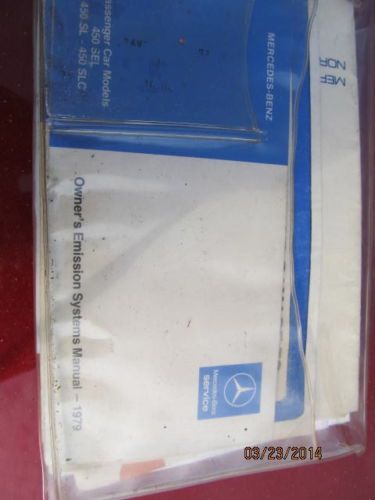 MERCEDES-BENZ
Passenger Car Models
450 SEL
450 SL - 450 SLC
Owner's Emission Systems Manual – 1979
Mercedes-Benz
service
03/23/2014